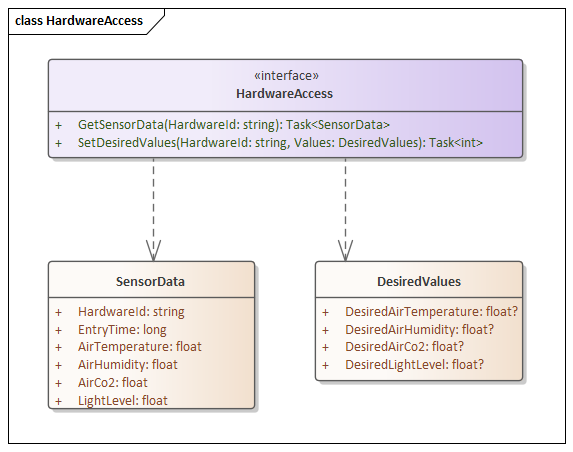 class HardwareAccess
«interface»
HardwareAccess
+ GetSensorData(HardwareId: string): Task<SensorData>
+ SetDesiredValues(HardwareId: string, Values: DesiredValues): Task<int>
SensorData
+ HardwareId: string
+ EntryTime: long
+ AirTemperature: float
+ AirHumidity: float
+ AirCo2: float
+ LightLevel: float
DesiredValues
+ DesiredAirTemperature: float?
+ DesiredAirHumidity: float?
+ DesiredAirCo2: float?
+ DesiredLightLevel: float?